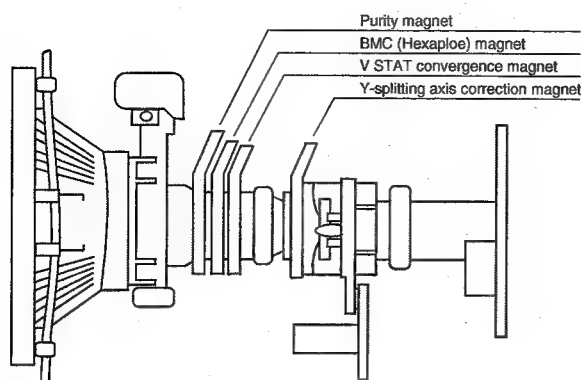 Purity magnet
BMC (Hexaploe) magnet
V STAT convergence magnet
Y-splitting axis correction magnet